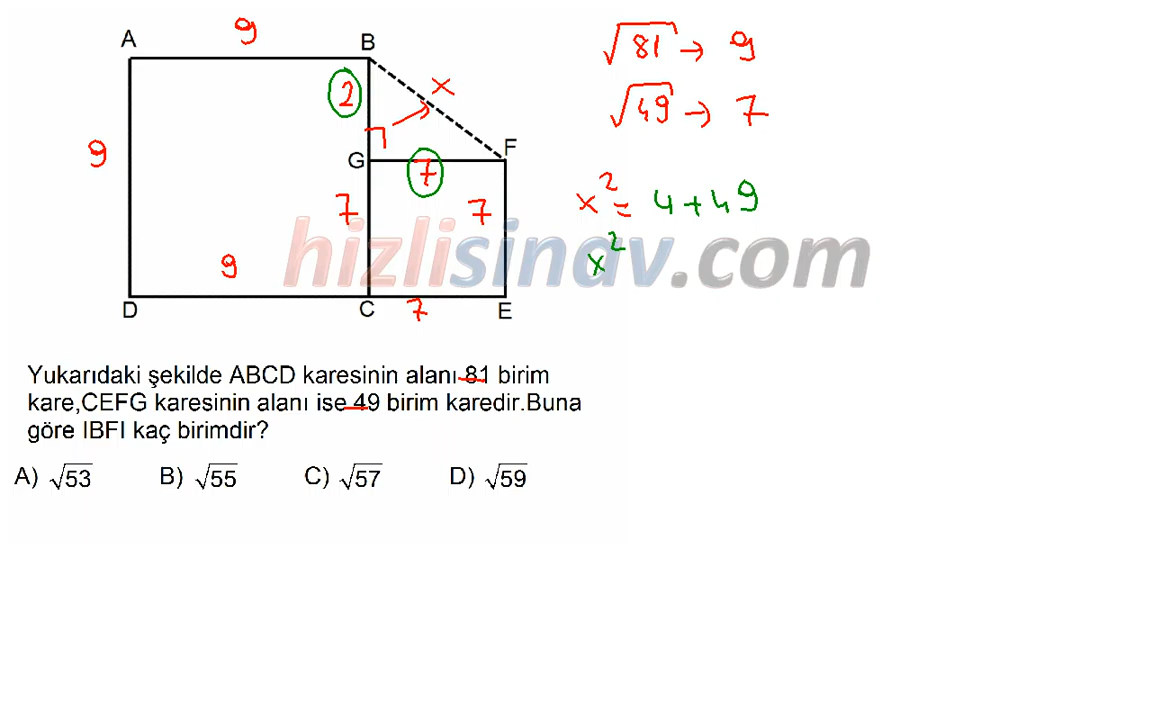 9
A
B
√81 → 9
2
x
√49 → 7
9
G
7
F
7
7
x² = 4 + 49
9
x²
hizlisinav.com
D
C
7
E
Yukarıdaki şekilde ABCD karesinin alanı 81 birim
kare,CEFG karesinin alanı ise 49 birim karedir.Buna
göre IBFI kaç birimdir?
A) √53 B) √55 C) √57 D) √59